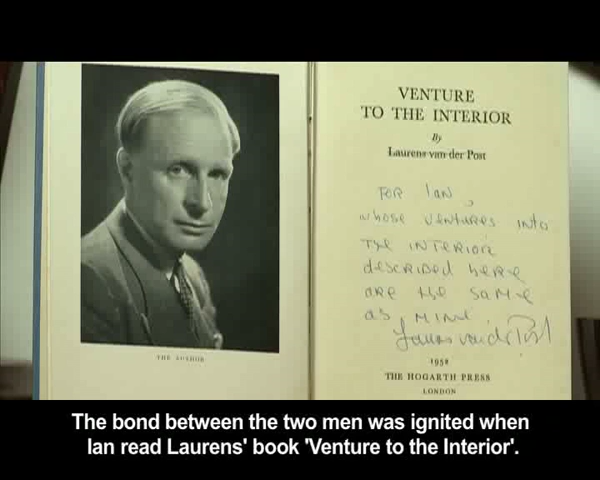 VENTURE
TO THE INTERIOR
By
Laurens van der Post
FOR Ian,
whose ventures into
THE INTERIOR
described here
are the same
as MINE
Laurens van der Post
1952
THE HOGARTH PRESS
LONDON
THE AUTHOR
The bond between the two men was ignited when
Ian read Laurens' book 'Venture to the Interior'.